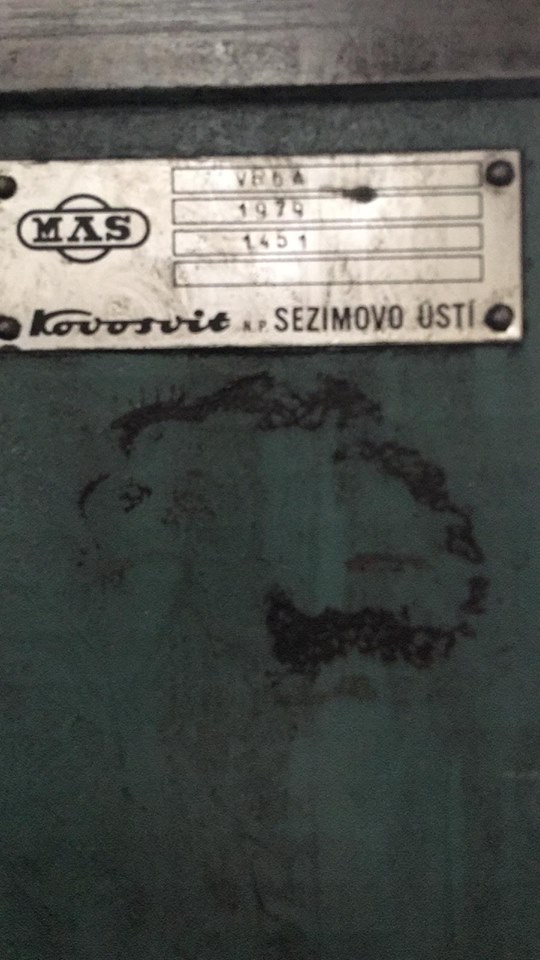 MAS
VR6A
1979
1451
Kovosvit N.P. SEZIMOVO ÚSTÍ